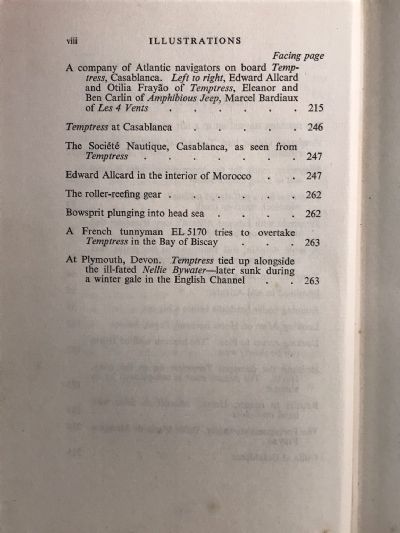 viii ILLUSTRATIONS
Facing page
A company of Atlantic navigators on board Temp-
tress, Casablanca. Left to right, Edward Allcard
and Otilia Frayão of Temptress, Eleanor and
Ben Carlin of Amphibious Jeep, Marcel Bardiaux
of Les 4 Vents . . . . . . 215
Temptress at Casablanca . . . . . 246
The Société Nautique, Casablanca, as seen from
Temptress . . . . . . . 247
Edward Allcard in the interior of Morocco . . 247
The roller-reefing gear . . . . . . 262
Bowsprit plunging into head sea . . . . 262
A French tunnyman EL 5170 tries to overtake
Temptress in the Bay of Biscay . . . 263
At Plymouth, Devon. Temptress tied up alongside
the ill-fated Nellie Bywater—later sunk during
a winter gale in the English Channel . . 263